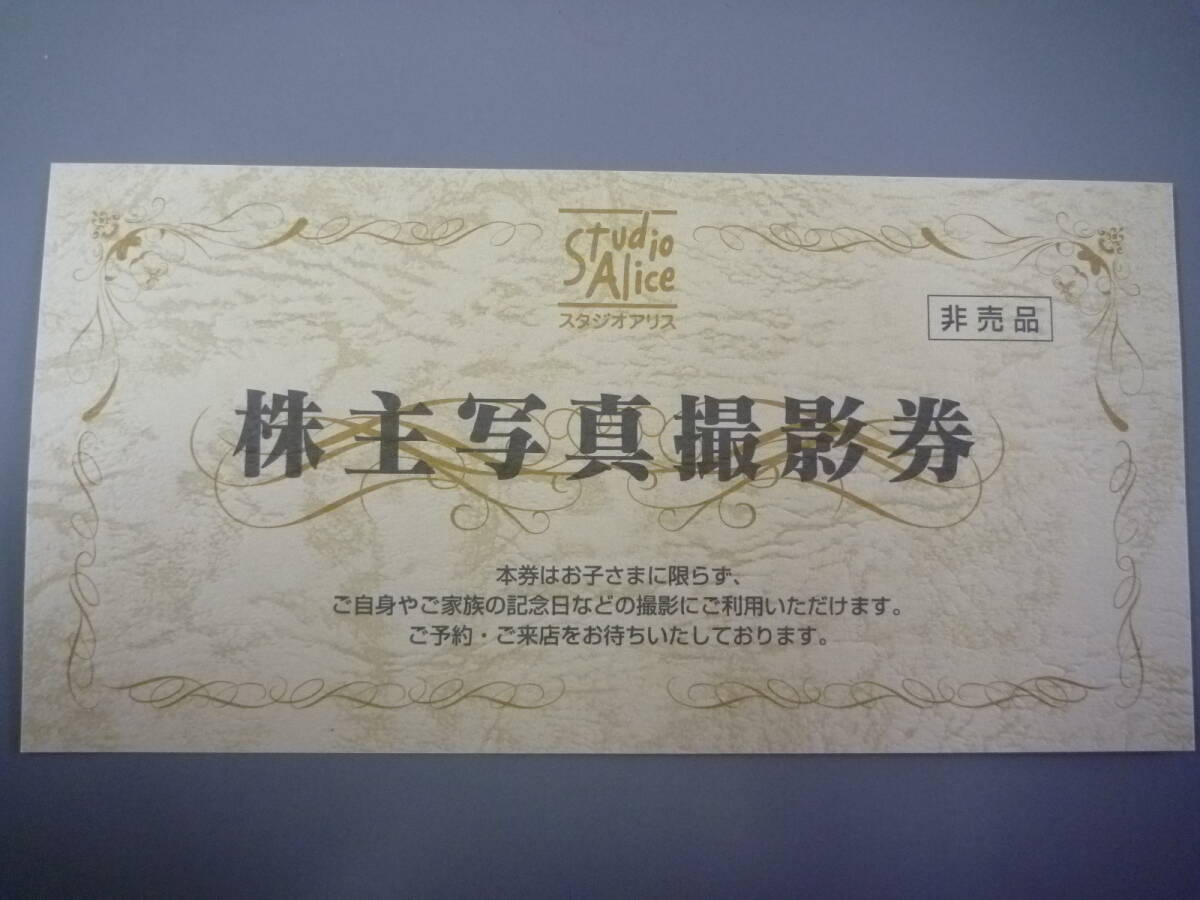 Studio
Alice
スタジオアリス
非売品
株主写真撮影券
本券はお子さまに限らず、
ご自身やご家族の記念日などの撮影にご利用いただけます。
ご予約・ご来店をお待ちいたしております。